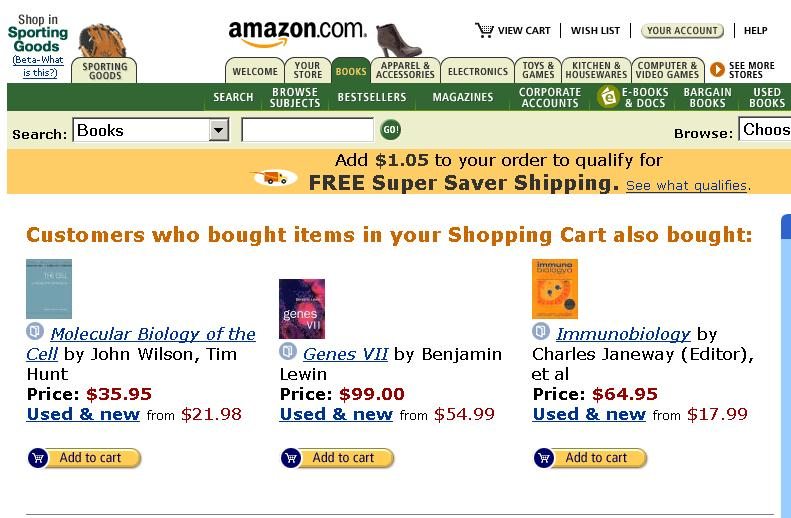 Shop in
Sporting
Goods
(Beta-What
is this?)
SPORTING
GOODS
amazon.com.
VIEW CART
WISH LIST
YOUR ACCOUNT
HELP
WELCOME
YOUR
STORE
BOOKS
APPAREL &
ACCESSORIES
ELECTRONICS
TOYS &
GAMES
KITCHEN &
HOUSEWARES
COMPUTER &
VIDEO GAMES
SEE MORE
STORES
SEARCH
BROWSE
SUBJECTS
BESTSELLERS
MAGAZINES
CORPORATE
ACCOUNTS
E-BOOKS
& DOCS
BARGAIN
BOOKS
USED
BOOKS
Search: Books
GO!
Browse: Choos
Add $1.05 to your order to qualify for
FREE Super Saver Shipping. See what qualifies.
Customers who bought items in your Shopping Cart also bought:
THE CELL
Molecular Biology of the
Cell by John Wilson, Tim
Hunt
Price: $35.95
Used & new from $21.98
Add to cart
genes
VII
Genes VII by Benjamin
Lewin
Price: $99.00
Used & new from $54.99
Add to cart
immuno
biology
Immunobiology by
Charles Janeway (Editor),
et al
Price: $64.95
Used & new from $17.99
Add to cart